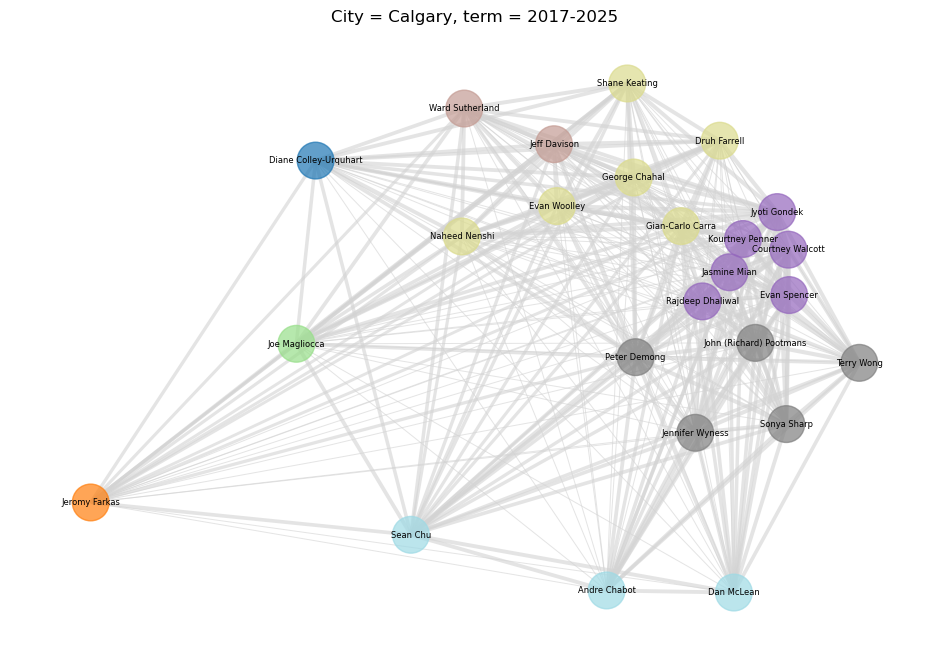 City = Calgary, term = 2017-2025
Shane Keating
Ward Sutherland
Druh Farrell
Jeff Davison
Diane Colley-Urquhart
George Chahal
Evan Woolley
Jyoti Gondek
Gian-Carlo Carra
Naheed Nenshi
Kourtney Penner
Courtney Walcott
Jasmine Mian
Evan Spencer
Rajdeep Dhaliwal
Joe Magliocca
John (Richard) Pootmans
Peter Demong
Terry Wong
Sonya Sharp
Jennifer Wyness
Jeromy Farkas
Sean Chu
Andre Chabot
Dan McLean